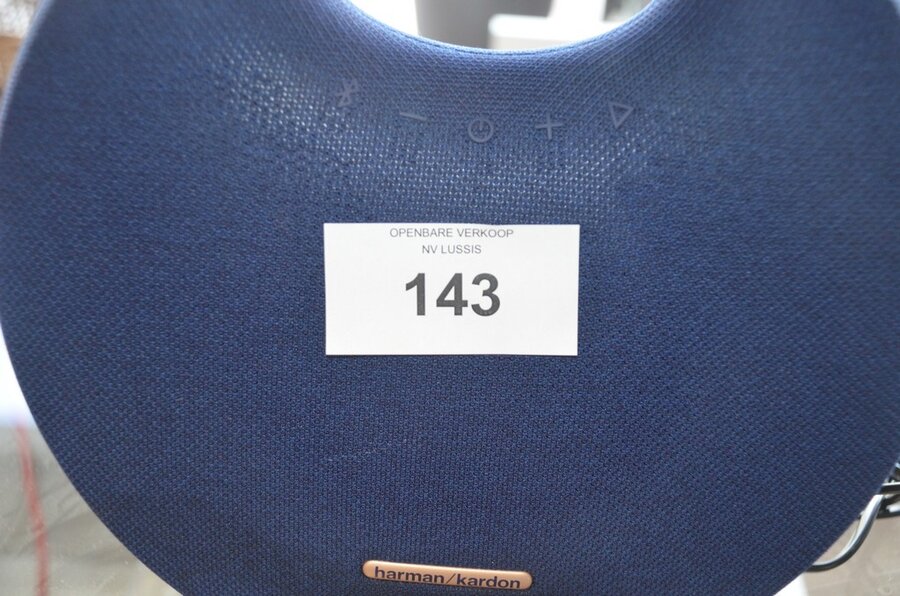 OPENBARE VERKOOP
NV LUSSIS
143
harman/kardon